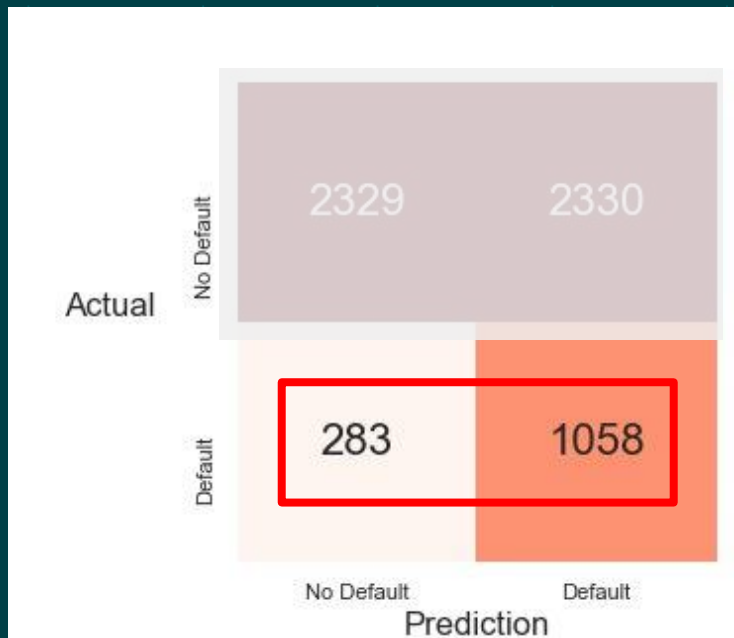 No Default
2329 2330
Actual
Default
283 1058
No Default Default
Prediction